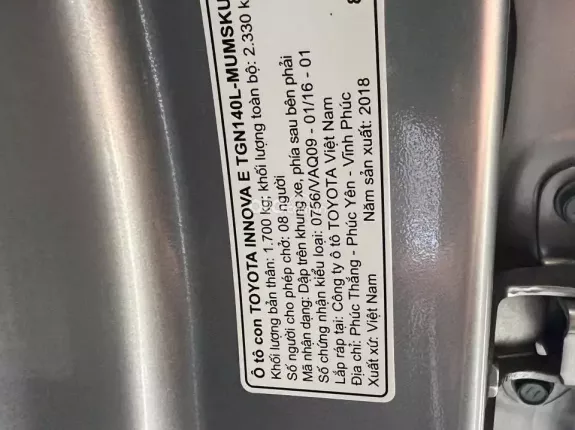 Ô tô con TOYOTA INNOVA E TGN140L-MUMSKU
Khối lượng bản thân: 1.700 kg; khối lượng toàn bộ: 2.330 k
Số người cho phép chở: 08 người
Mã nhận dạng: Dập trên khung xe, phía sau bên phải
Số chứng nhận kiểu loại: 0756/VAQ09 - 01/16 - 01
Lắp ráp tại: Công ty ô tô TOYOTA Việt Nam
Địa chỉ: Phúc Thắng - Phúc Yên - Vĩnh Phúc
Xuất xứ: Việt Nam Năm sản xuất: 2018